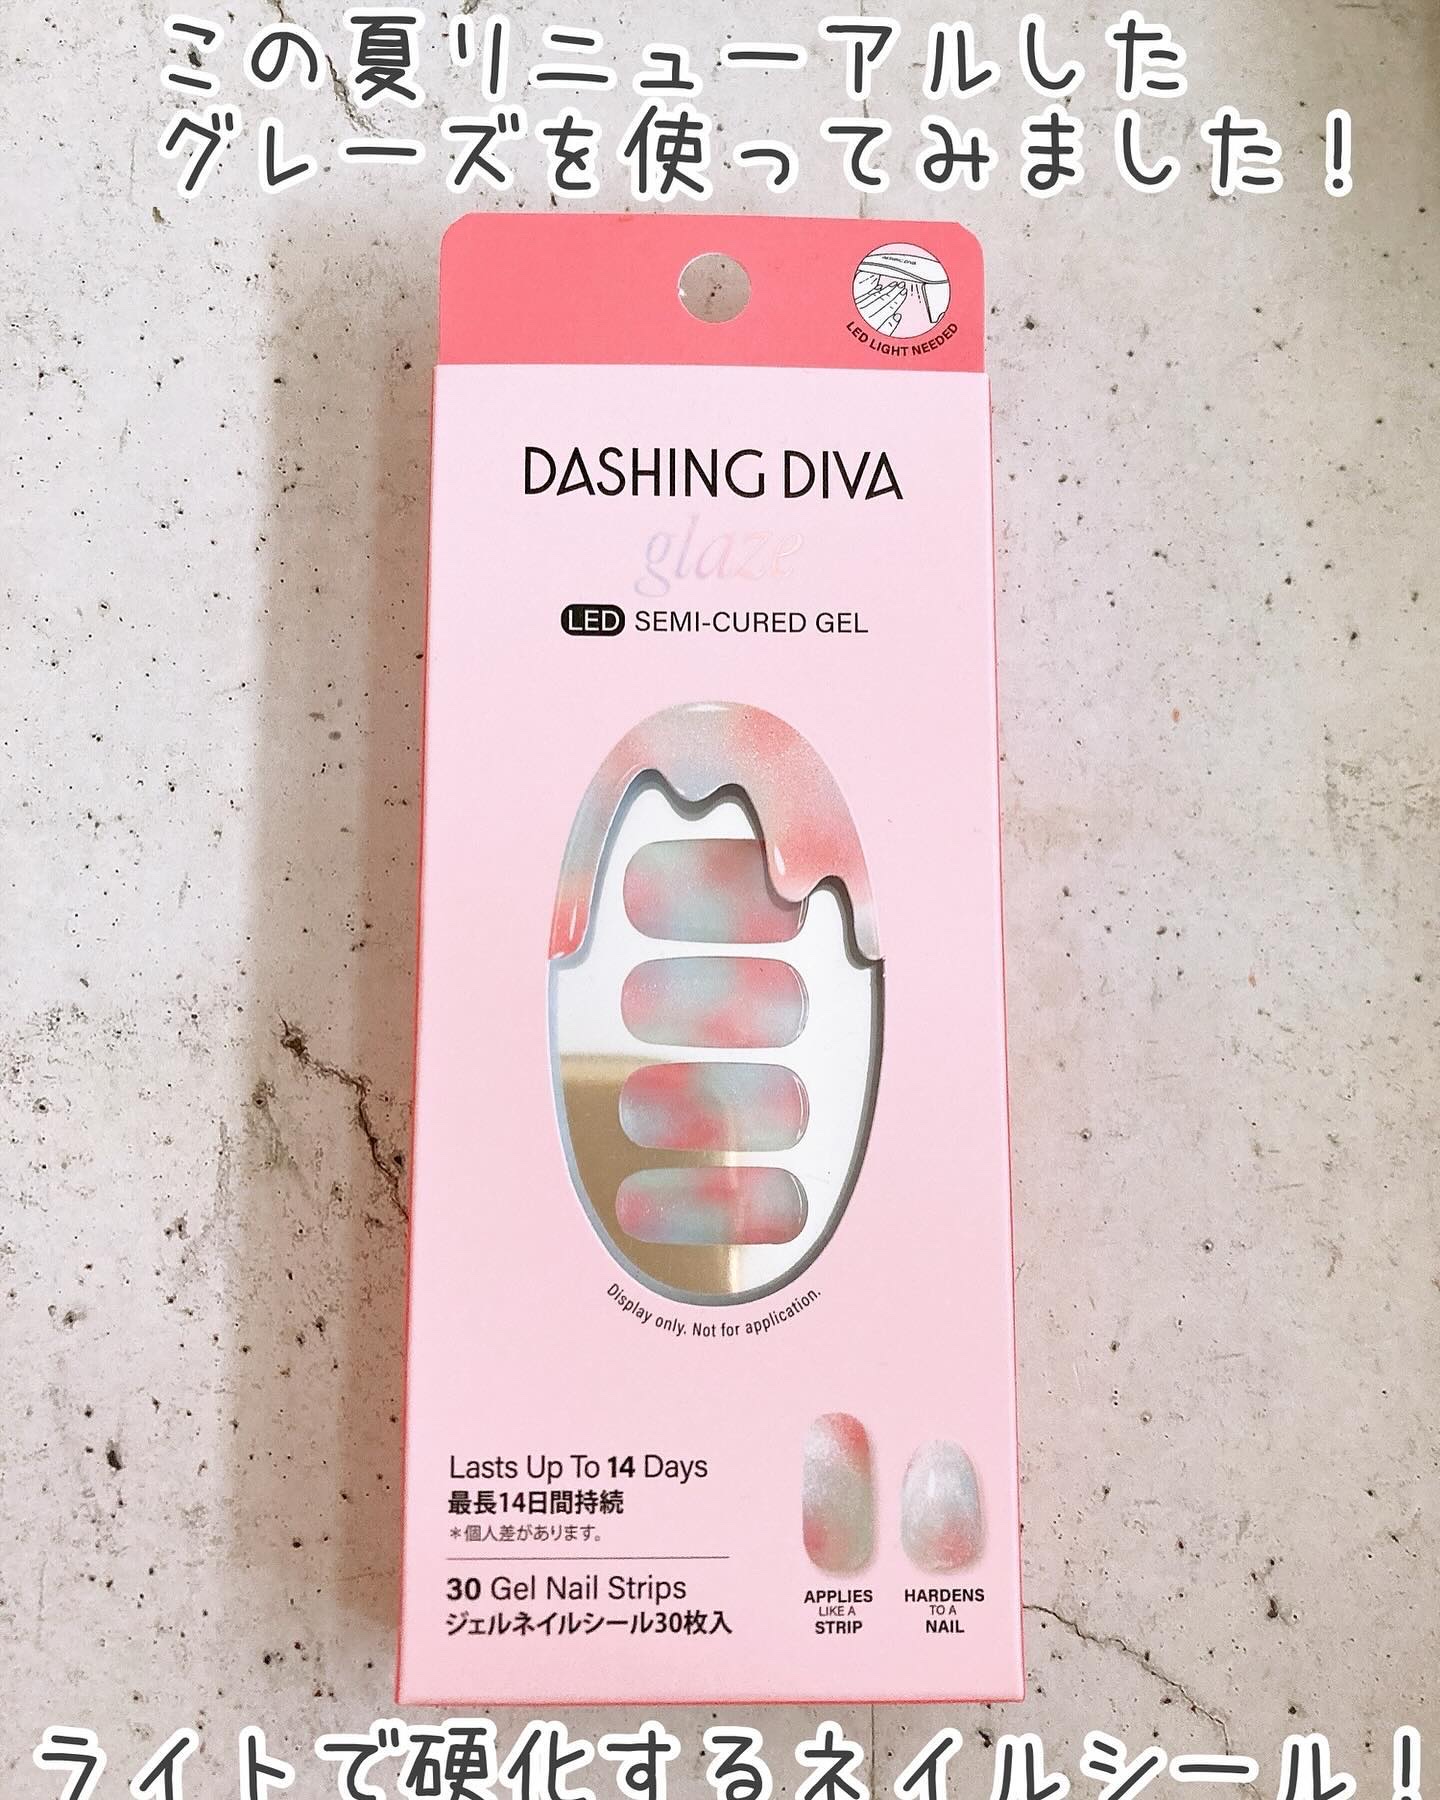 この夏リニューアルした
グレーズを使ってみました！
DASHING DIVA
LED LIGHT NEEDED
DASHING DIVA
glaze
LED SEMI-CURED GEL
Display only. Not for application.
Lasts Up To 14 Days
最長14日間持続
＊個人差があります。
30 Gel Nail Strips
ジェルネイルシール30枚入
APPLIES
LIKE A
STRIP
HARDENS
TO A
NAIL
ライトで硬化するネイルシール！